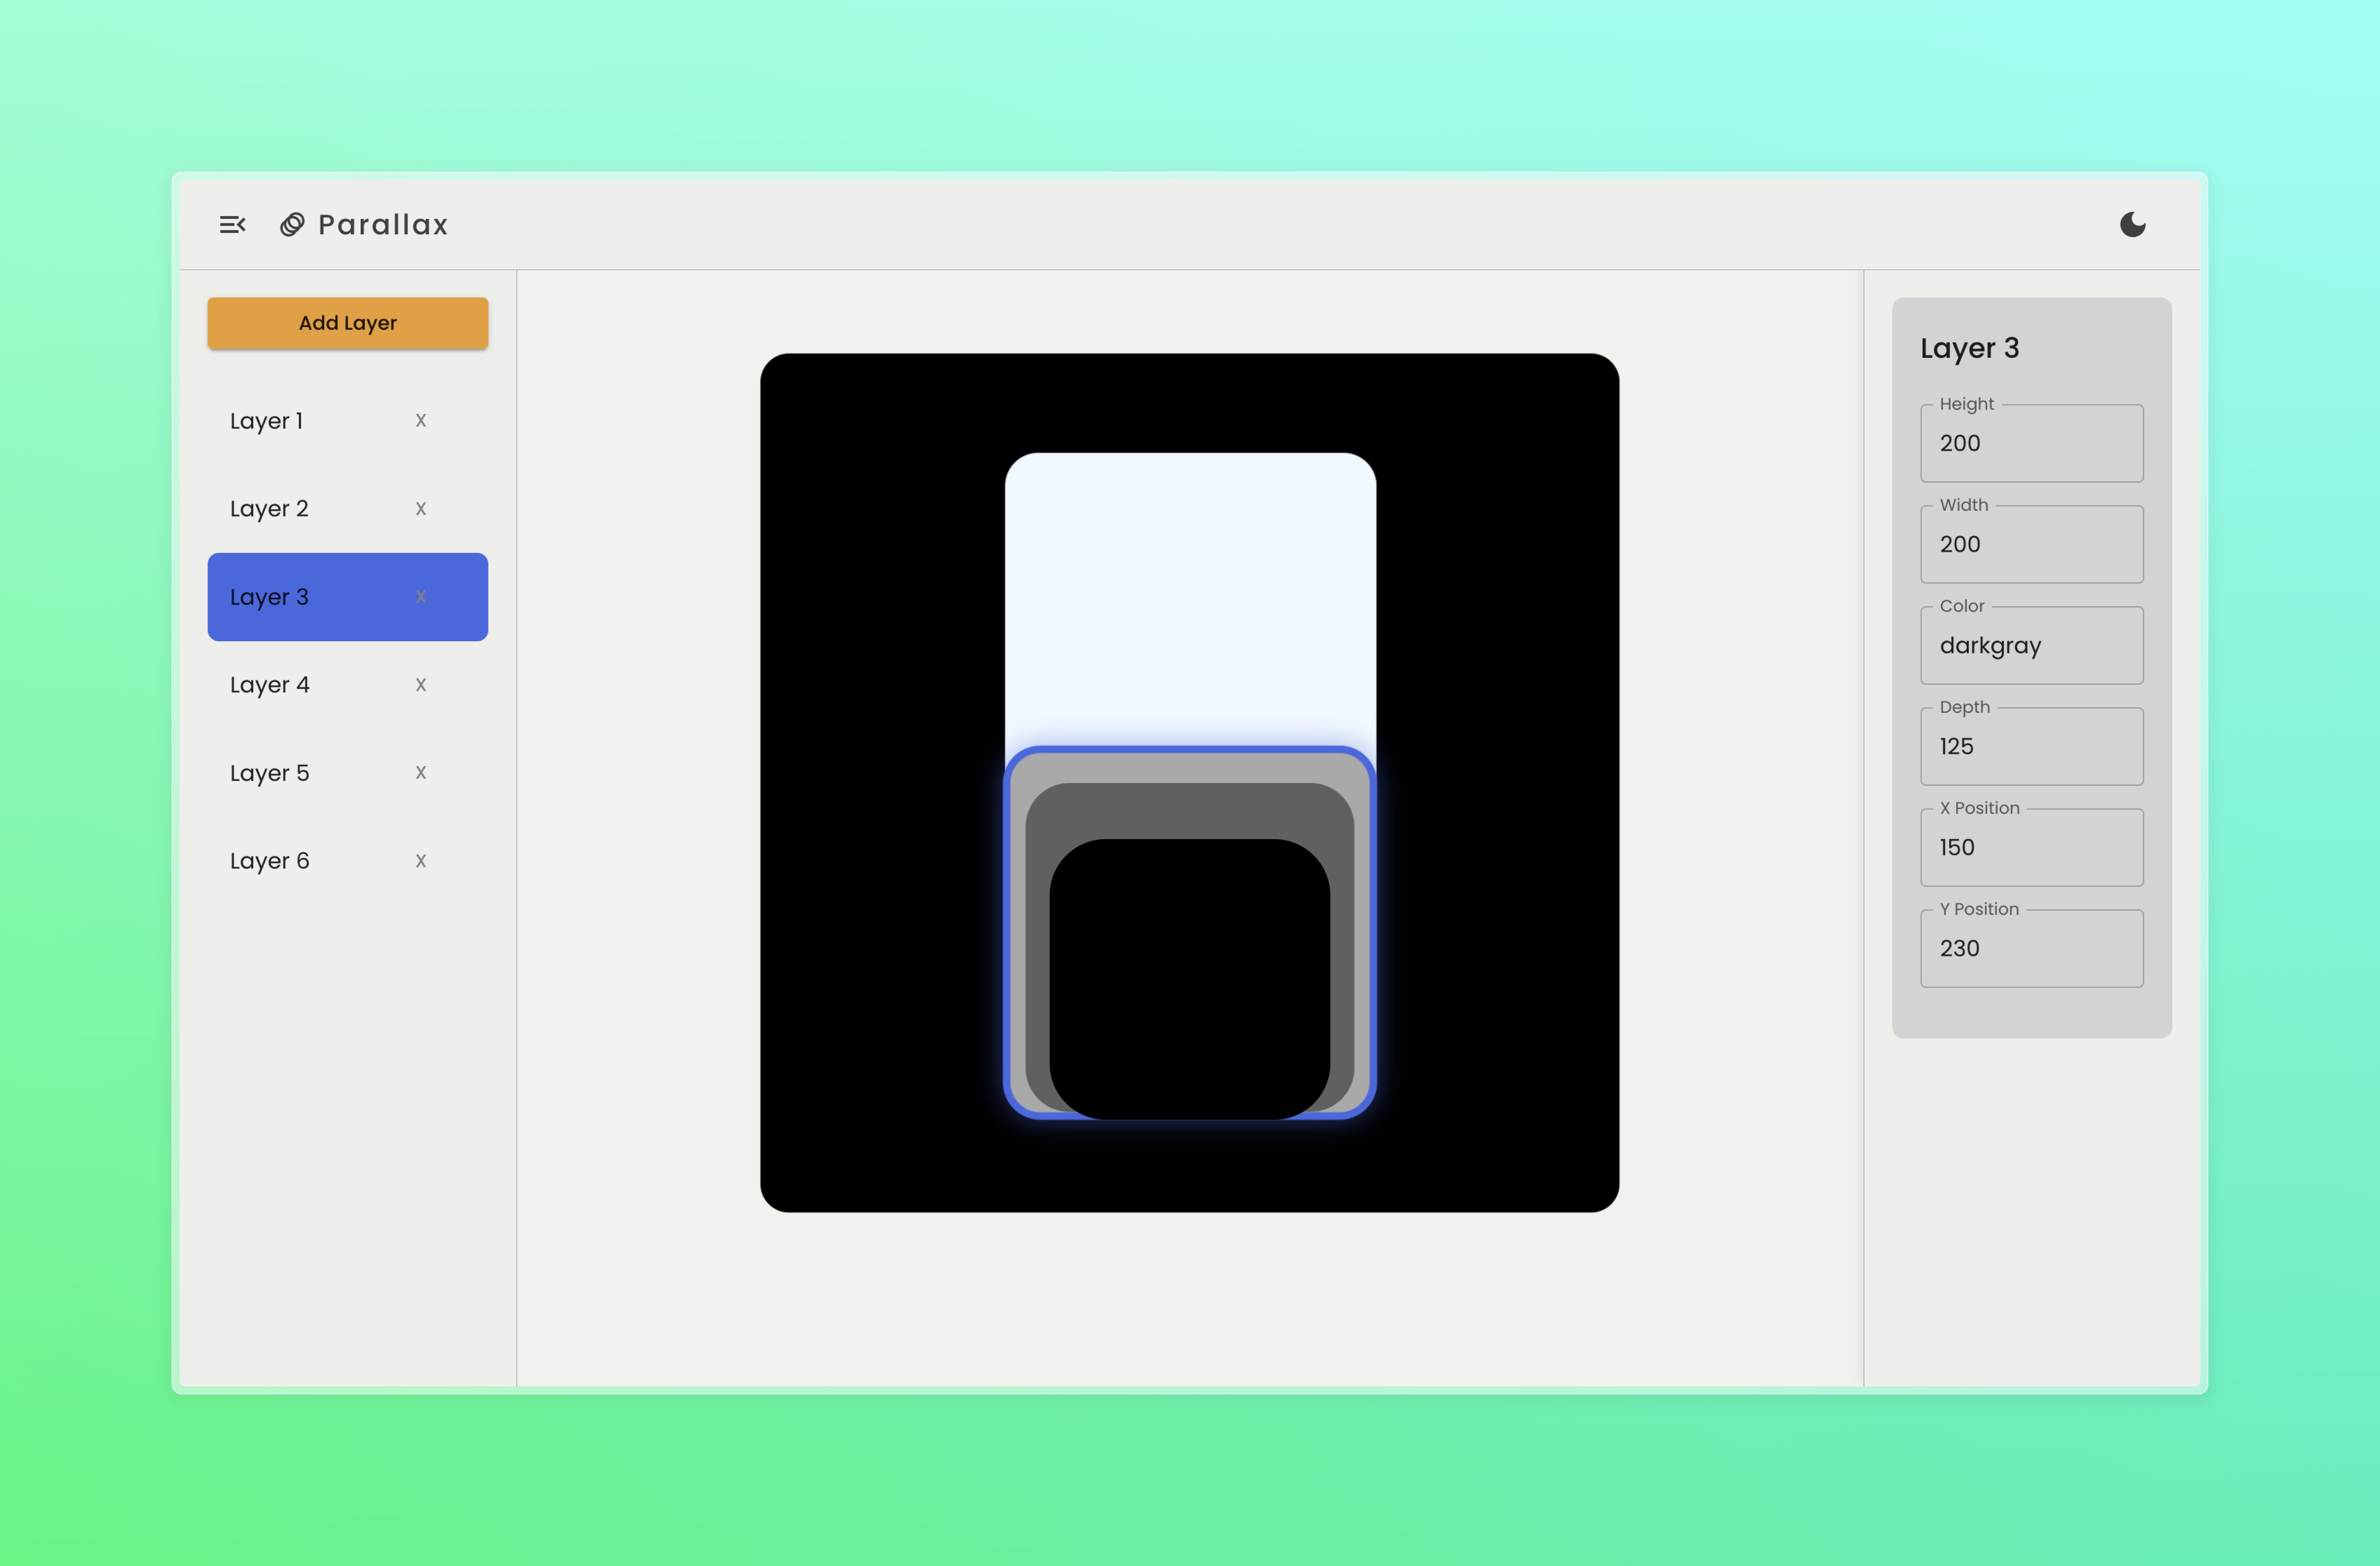 Parallax
Add Layer
Layer 1 X
Layer 2 X
Layer 3 X
Layer 4 X
Layer 5 X
Layer 6 X
Layer 3
Height
200
Width
200
Color
darkgray
Depth
125
X Position
150
Y Position
230